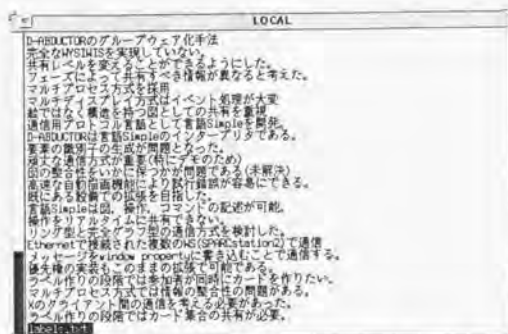 LOCAL
D-ABDUCTORのグループウェア化手法
完全なWYSIWISを実現していない。
共有レベルを変えることができるようにした。
フェーズによって共有すべき情報が異なると考えた。
マルチプロセス方式を採用
マルチディスプレイ方式はイベント処理が大変
絵ではなく構造を持つ図としての共有を重視
通信用プロトコル言語として言語Simpleを開発。
D-ABDUCTORは言語Simpleのインタープリタである。
要素の識別子の生成が問題となった。
頑丈な通信方式が重要(特にデモのため)
図の整合性をいかに保つかが問題である(未解決)
高速な自動描画機能により試行錯誤が容易にできる。
既にある設備での拡張を目指した。
言語Simpleは図、操作、コマンドの記述が可能。
操作をリアルタイムに共有できない。
リング型と完全グラフ型の通信方式を検討した。
Ethernetで接続された複数のWS(SPARCstation2)で通信
メッセージをwindow propertyに書き込むことで通信する。
優先権の実装もこのままの拡張で可能である。
ラベル作りの段階では参加者が同時にカードを作りたい。
マルチプロセス方式では情報の整合性の問題がある。
Xのクライアント間の通信を考える必要があった。
ラベル作りの段階ではカード集合の共有が必要。
labels.txt